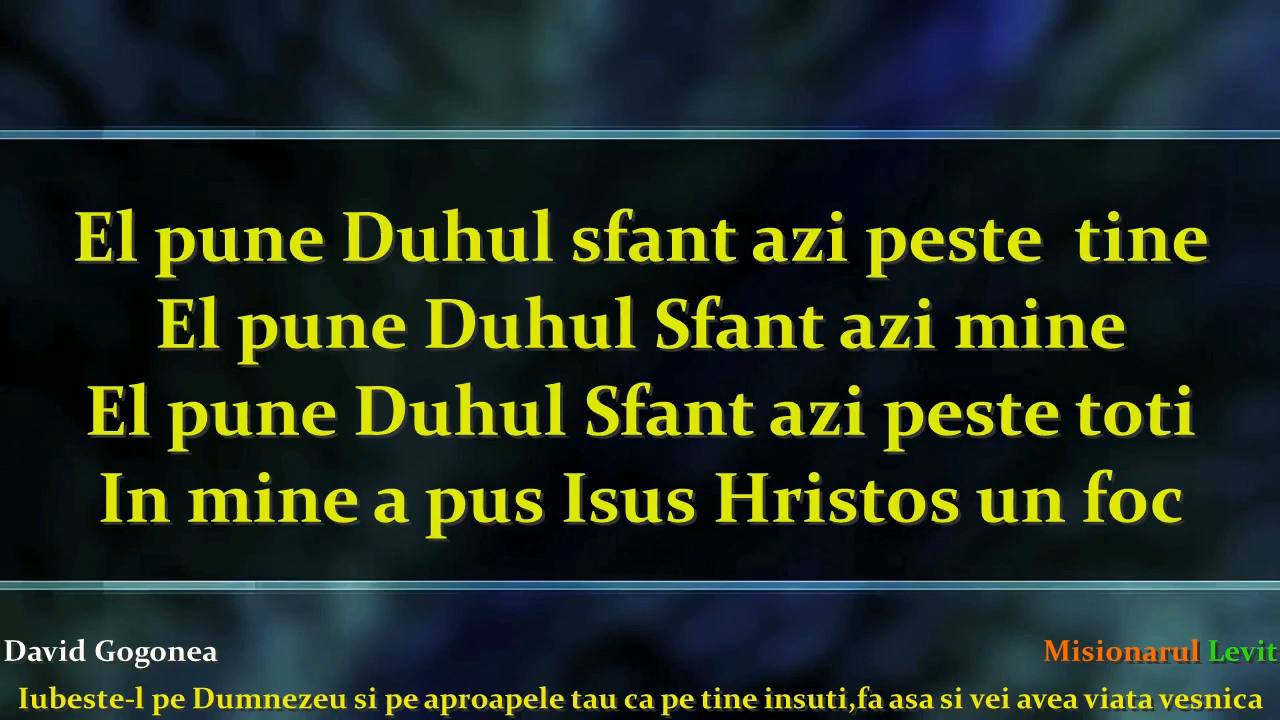 El pune Duhul sfant azi peste  tine
El pune Duhul Sfant azi mine
El pune Duhul Sfant azi peste toti
In mine a pus Isus Hristos un foc
David Gogonea
Misionarul Levit
Iubeste-l pe Dumnezeu si pe aproapele tau ca pe tine insuti,fa asa si vei avea viata vesnica